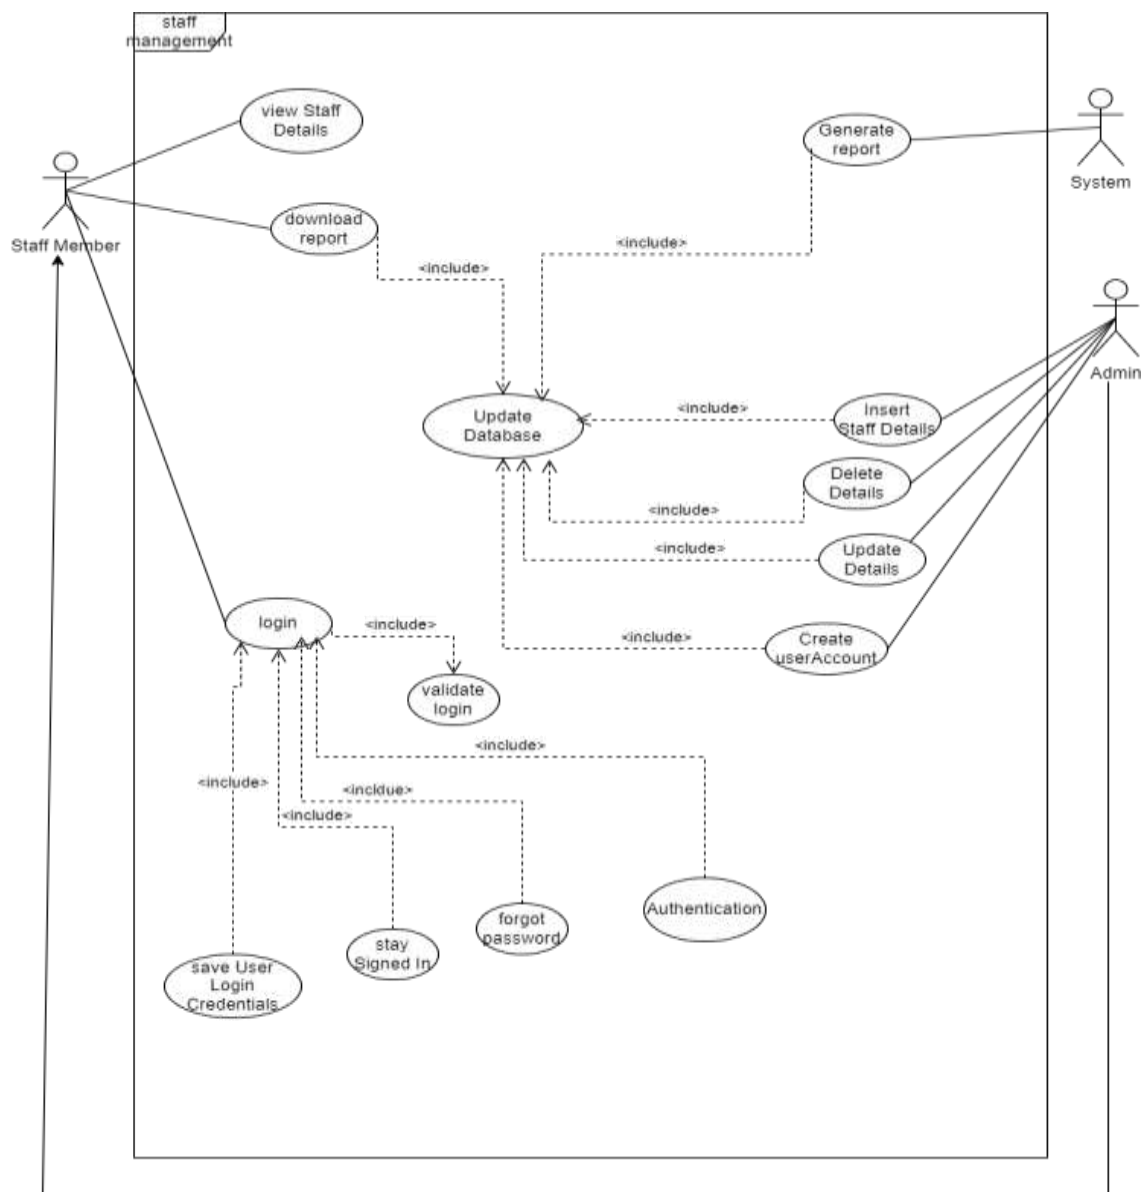 staff
management
view Staff
Details
Generate
report
System
Staff Member
download
report
<include>
<include>
Admin
Update
Database
<include>
Insert
Staff Details
Delete
Details
<include>
<include>
Update
Details
login
<include>
<include>
Create
userAccount
validate
login
<include>
<include>
<incldue>
<include>
Authentication
forgot
password
stay
Signed In
save User
Login
Credentials